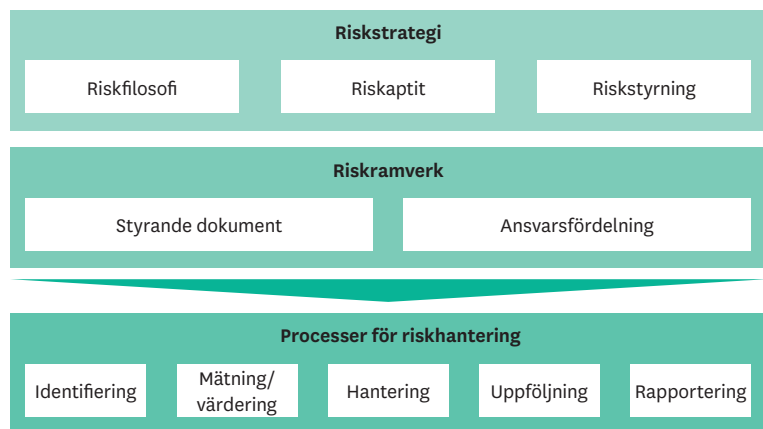 Riskstrategi
Riskfilosofi
Riskaptit
Riskstyrning
Riskramverk
Styrande dokument
Ansvarsfördelning
Processer för riskhantering
Identifiering
Mätning/
värdering
Hantering
Uppföljning
Rapportering